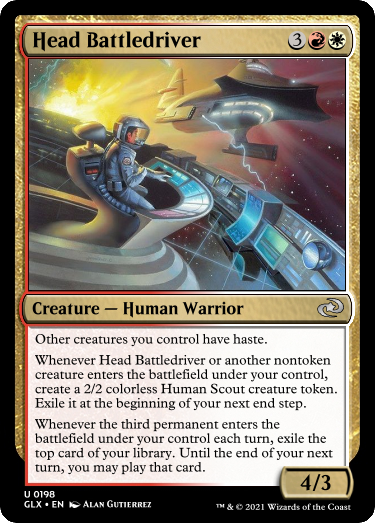 Head Battledriver 3
Creature — Human Warrior
Other creatures you control have haste.
Whenever Head Battledriver or another nontoken
creature enters the battlefield under your control,
create a 2/2 colorless Human Scout creature token.
Exile it at the beginning of your next end step.
Whenever the third permanent enters the
battlefield under your control each turn, exile the
top card of your library. Until the end of your next
turn, you may play that card.
4/3
U 0198
GLX • EN Alan Gutierrez
™ & © 2021 Wizards of the Coast